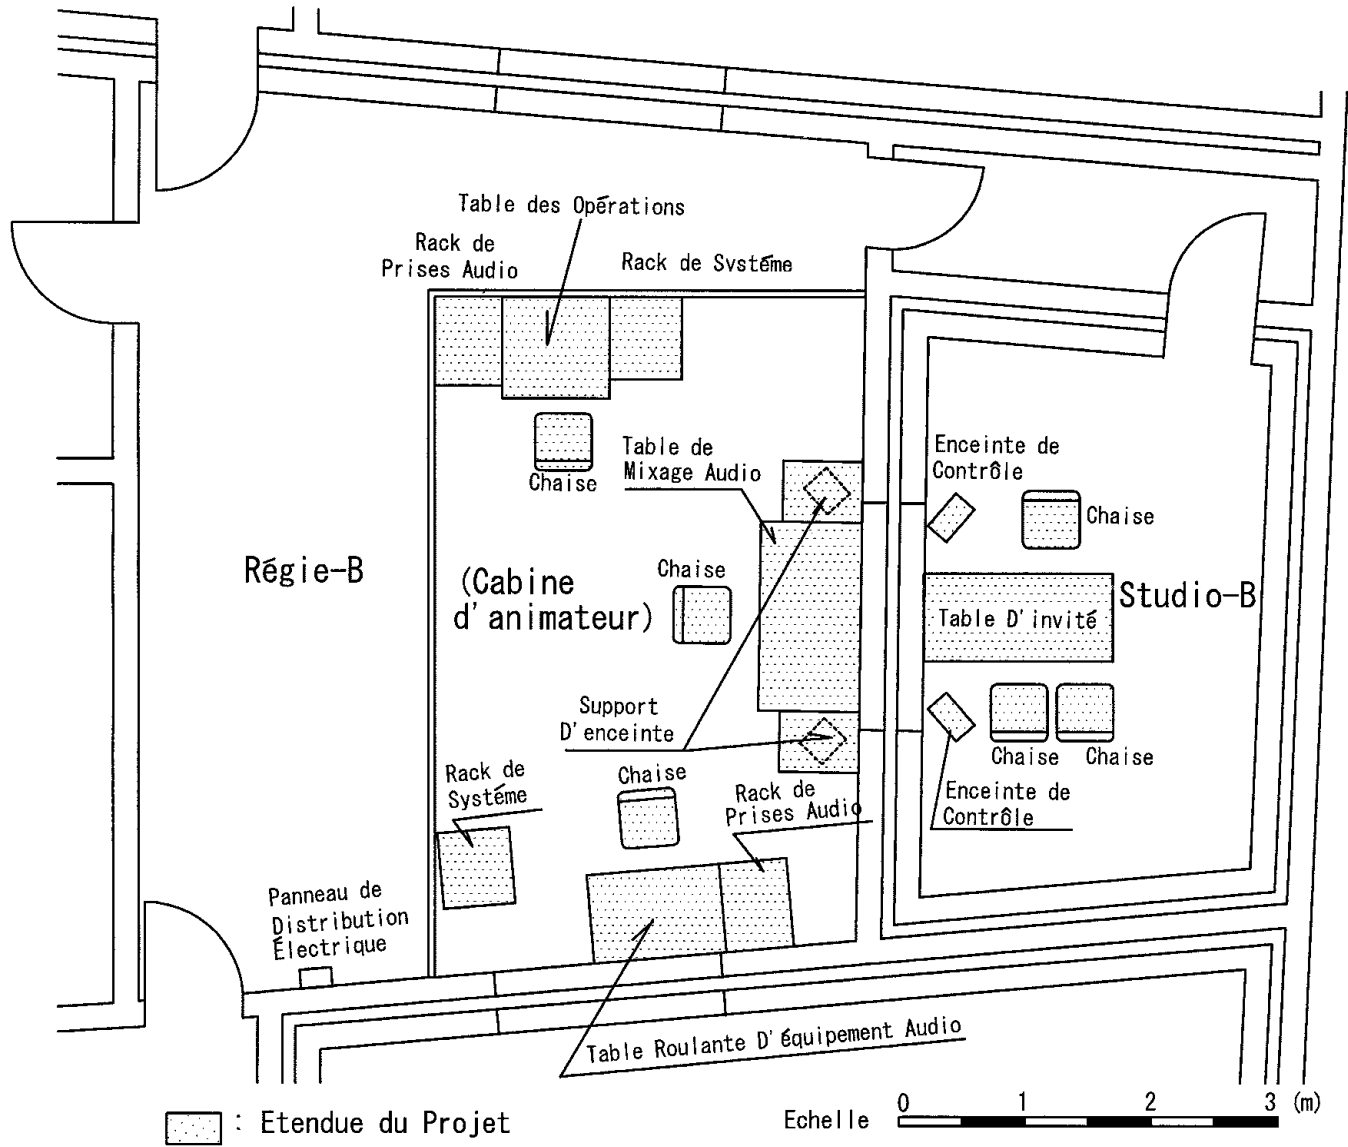 Table des Opérations
Rack de
Prises Audio
Rack de Svstéme
Chaise
Table de
Mixage Audio
Enceinte de
Contrôle
Chaise
Régie-B
(Cabine
d'animateur)
Chaise
Table D'invité
Studio-B
Support
D'enceinte
Chaise
Chaise
Rack de
Systéme
Chaise
Rack de
Prises Audio
Enceinte de
Contrôle
Panneau de
Distribution
Électrique
Table Roulante D'équipement Audio
: Etendue du Projet
Echelle 0 1 2 3 (m)